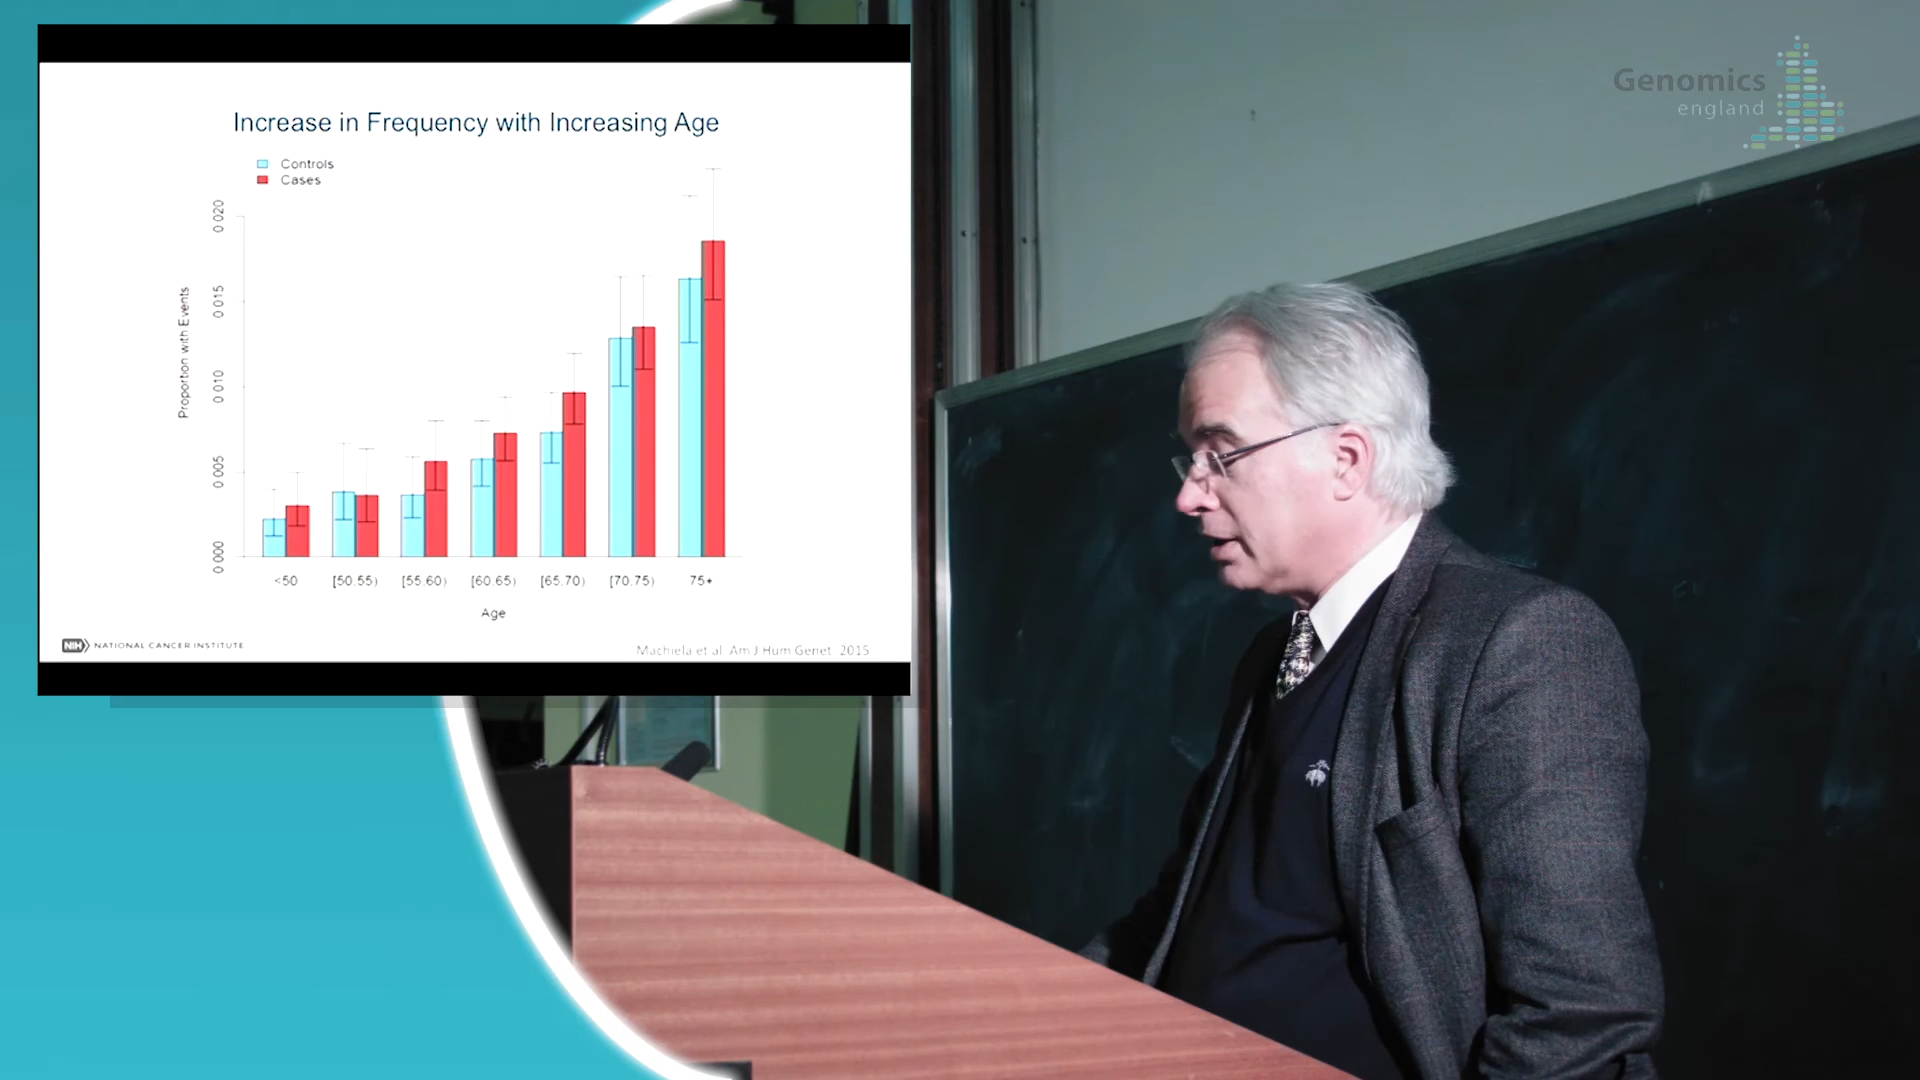 Increase in Frequency with Increasing Age
Controls
Cases
0.020
0.015
0.010
0.005
0.000
Proportion with Events
<50
[50.55)
[55.60)
[60.65)
[65.70)
[70.75)
75+
Age
NIH NATIONAL CANCER INSTITUTE
Machiela et al. Am J Hum Genet 2015
Genomics
england